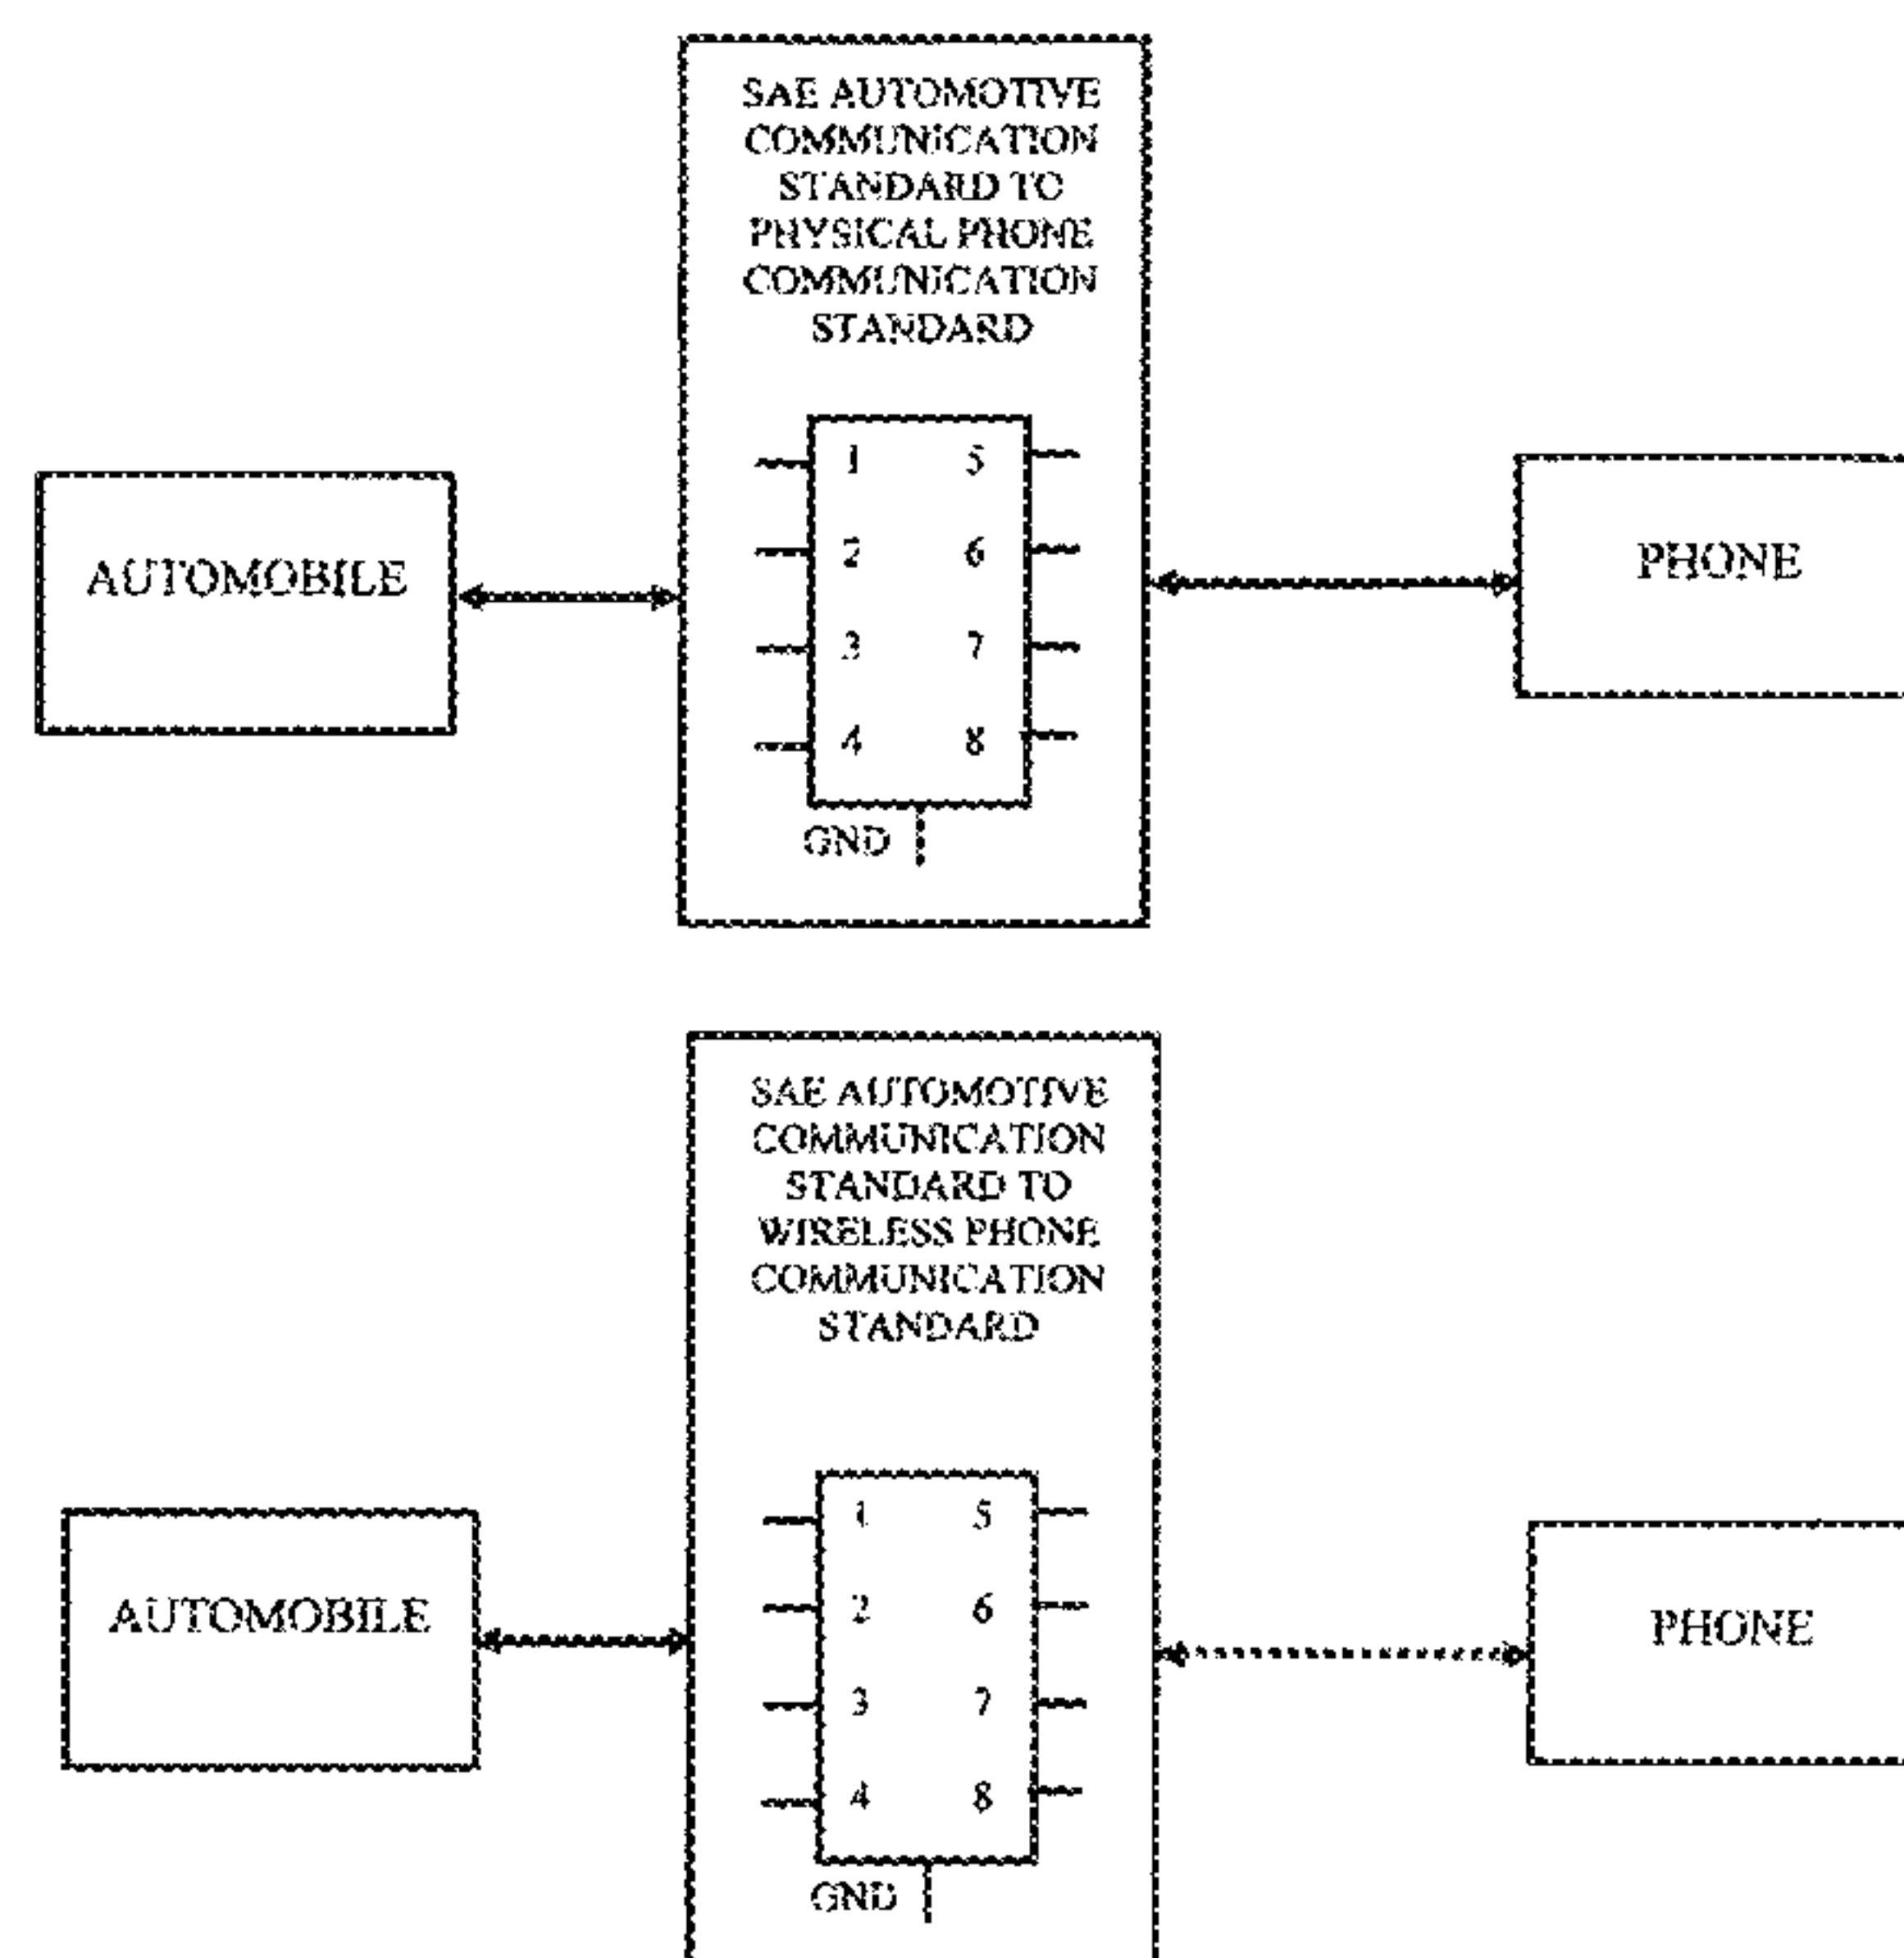 SAE AUTOMOTIVE
COMMUNICATION
STANDARD TO
PHYSICAL PHONE
COMMUNICATION
STANDARD
AUTOMOBILE
1 5
2 6
3 7
4 8
GND
PHONE
SAE AUTOMOTIVE
COMMUNICATION
STANDARD TO
WIRELESS PHONE
COMMUNICATION
STANDARD
AUTOMOBILE
1 5
2 6
3 7
4 8
GND
PHONE